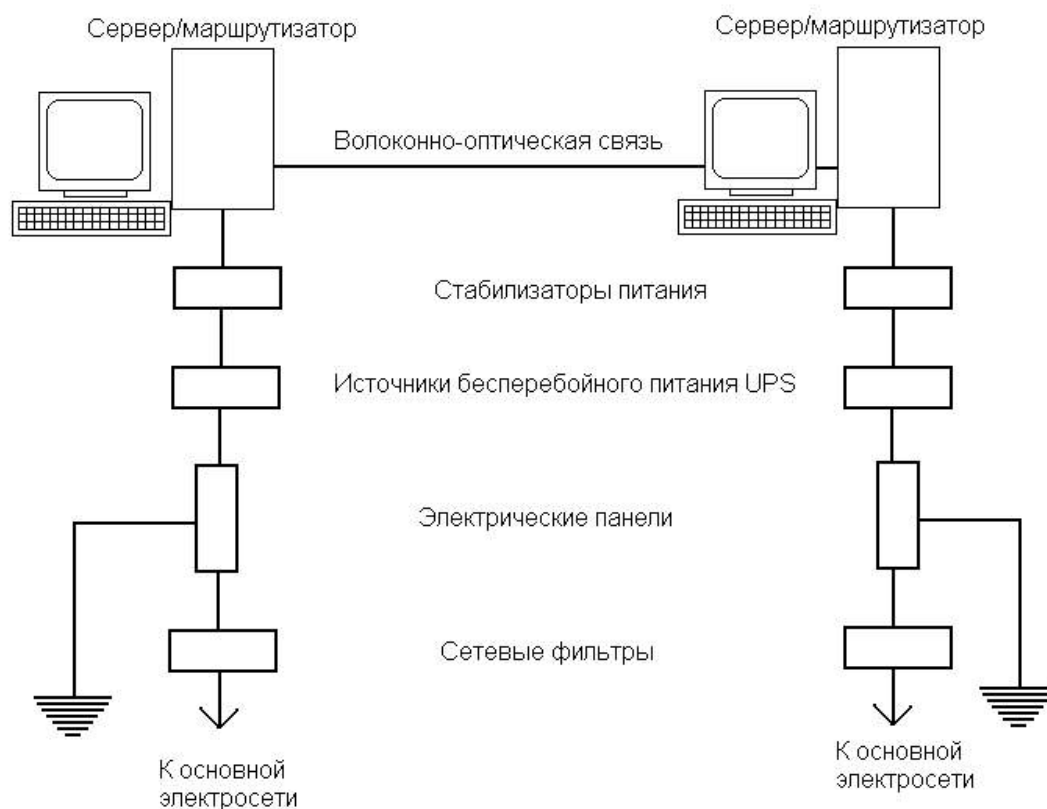 Сервер/маршрутизатор
Сервер/маршрутизатор
Волоконно-оптическая связь
Стабилизаторы питания
Источники бесперебойного питания UPS
Электрические панели
Сетевые фильтры
К основной
электросети
К основной
электросети